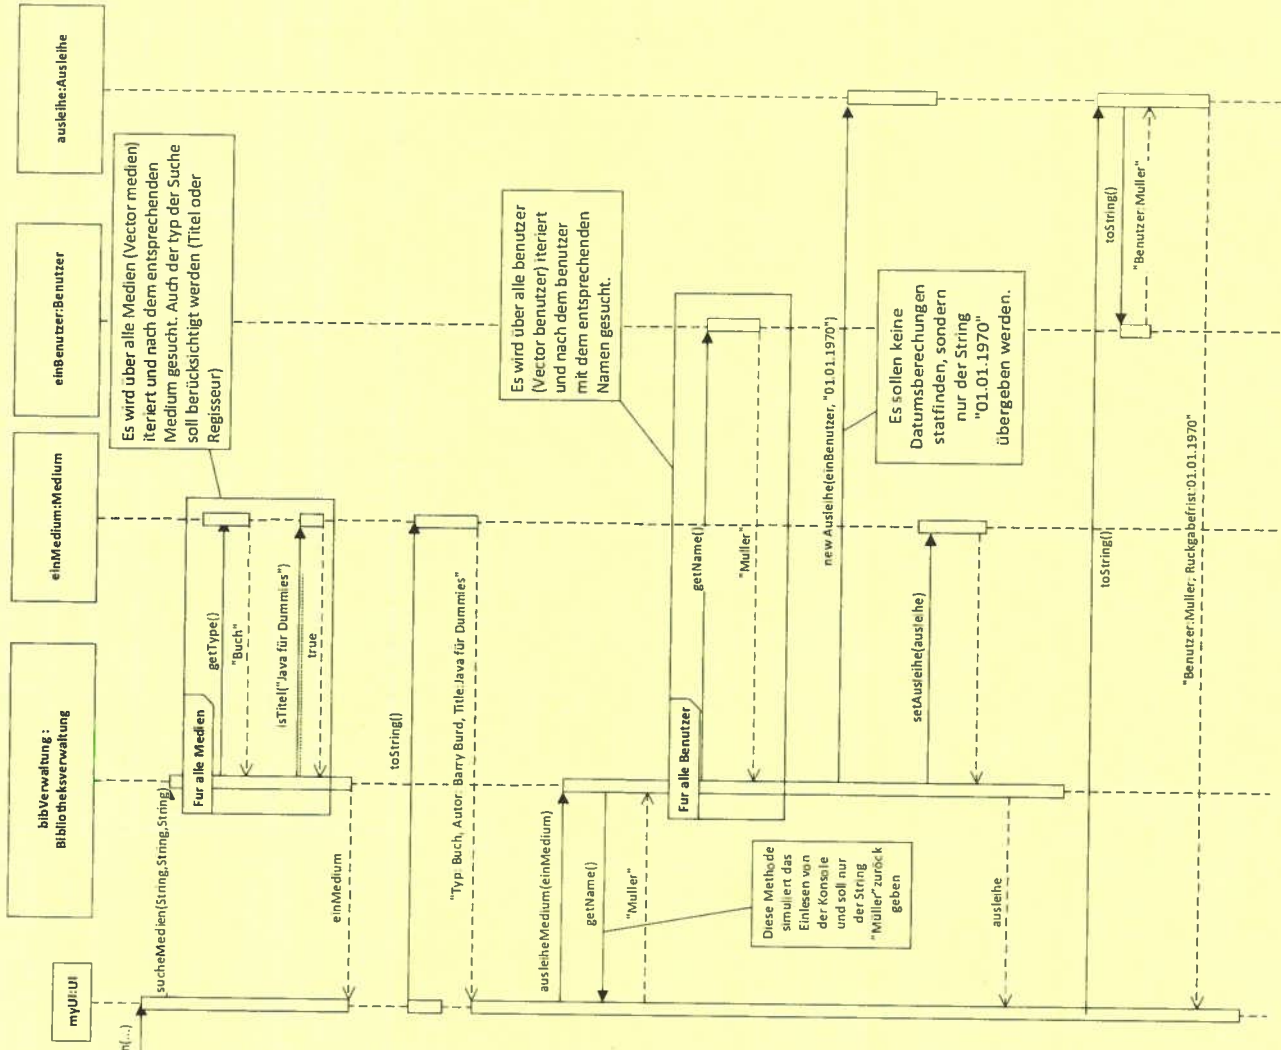 myUI:UI
bibVerwaltung :
Bibliotheksverwaltung
einMedium:Medium
einBenutzer:Benutzer
ausleihe:Ausleihe
n(...)
sucheMedien(String,String,String)
Es wird über alle Medien (Vector medien)
iteriert und nach dem entsprechenden
Medium gesucht. Auch der typ der Suche
soll berücksichtigt werden (Titel oder
Regisseur)
Fur alle Medien
getType()
"Buch"
isTitel("Java für Dummies")
true
einMedium
toString()
"Typ: Buch, Autor: Barry Burd, Title:Java für Dummies"
ausleiheMedium(einMedium)
getName()
"Muller"
Diese Methode
simuliert das
Einlesen von
der Konsole
und soll nur
der String
"Müller" zuröck
geben
Es wird über alle benutzer
(Vector benutzer) iteriert
und nach dem benutzer
mit dem entsprechenden
Namen gesucht.
Fur alle Benutzer
getName()
"Muller"
new Ausleihe(einBenutzer, "01.01.1970")
Es sollen keine
Datumsberechungen
statfinden, sondern
nur der String
"01.01.1970"
übergeben werden.
setAusleihe(ausleihe)
ausleihe
toString()
toString()
"Benutzer:Muller"
"Benutzer:Muller; Ruckgabefrist:01.01.1970"